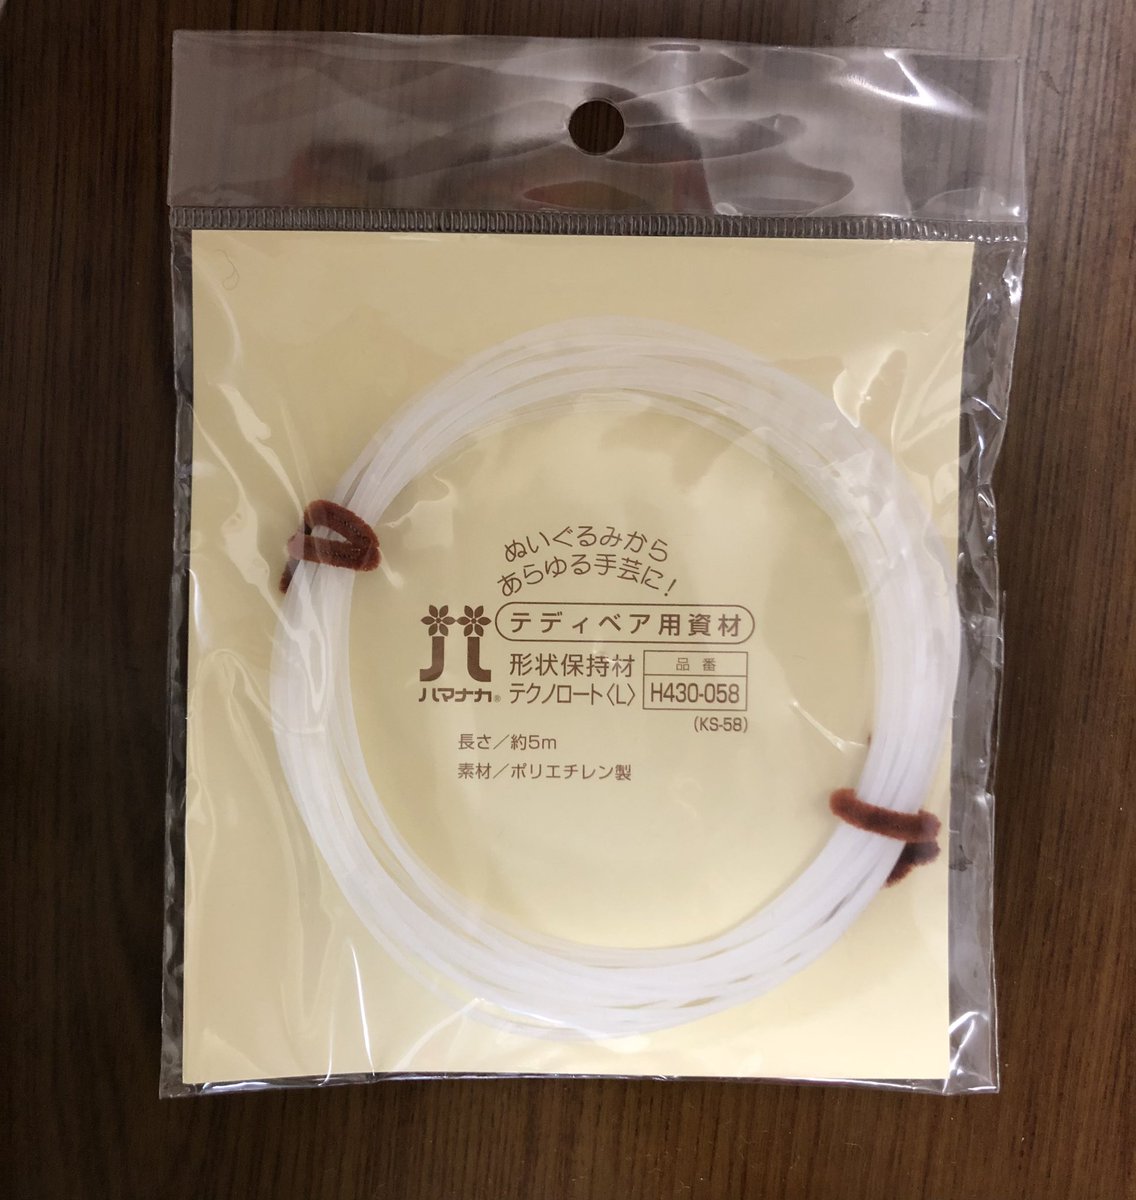 ぬいぐるみから
あらゆる手芸に!
テディベア用資材
ハマナカ®
形状保持材
テクノロート〈L〉
品番
H430-058
(KS-58)
長さ/約5m
素材/ポリエチレン製